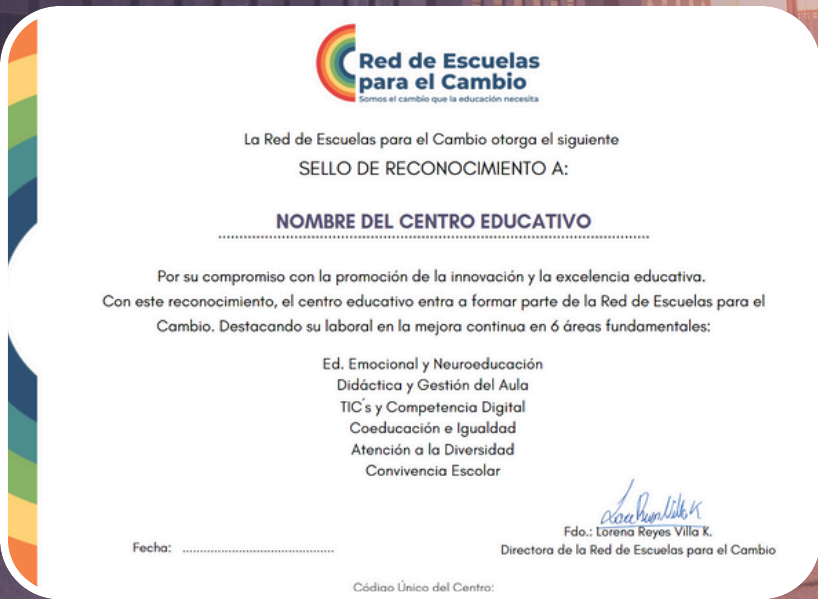 Red de Escuelas
para el Cambio
Somos el cambio que la educación necesita
La Red de Escuelas para el Cambio otorga el siguiente
SELLO DE RECONOCIMIENTO A:
NOMBRE DEL CENTRO EDUCATIVO
Por su compromiso con la promoción de la innovación y la excelencia educativa.
Con este reconocimiento, el centro educativo entra a formar parte de la Red de Escuelas para el
Cambio. Destacando su laboral en la mejora continua en 6 áreas fundamentales:
Ed. Emocional y Neuroeducación
Didáctica y Gestión del Aula
TIC´s y Competencia Digital
Coeducación e Igualdad
Atención a la Diversidad
Convivencia Escolar
Fdo.: Lorena Reyes Villa K.
Fecha: ............................................
Directora de la Red de Escuelas para el Cambio
Código Único del Centro: